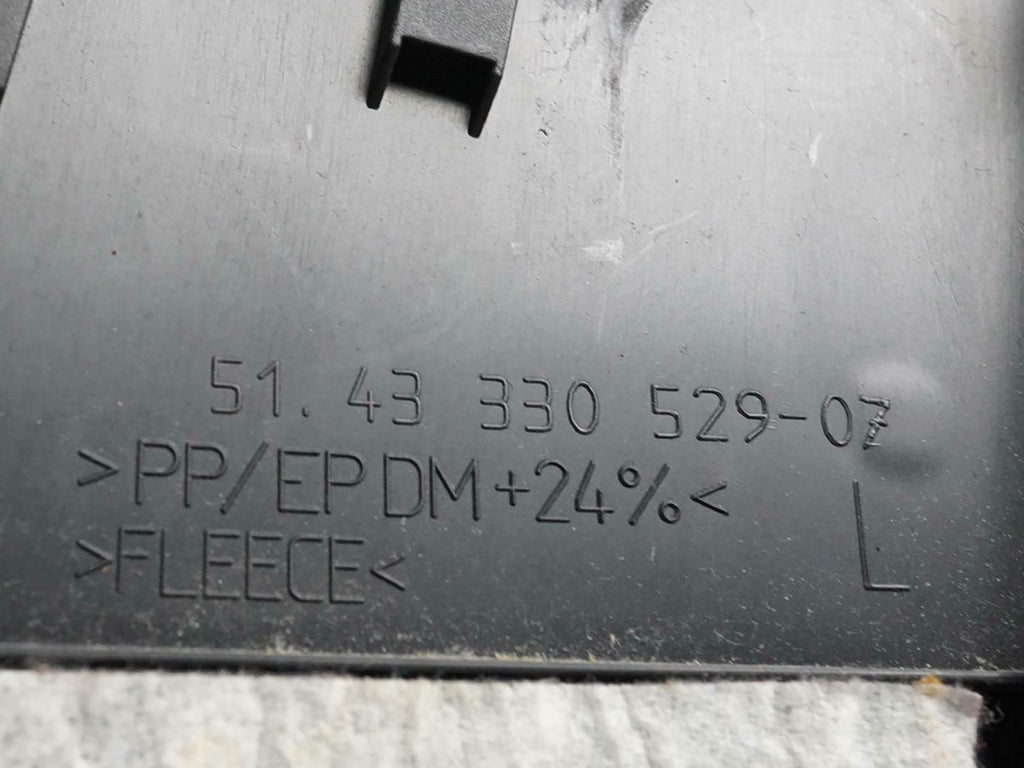 51.43 330 529-07
>PP/EPDM+24%<
L
>FLEECE<